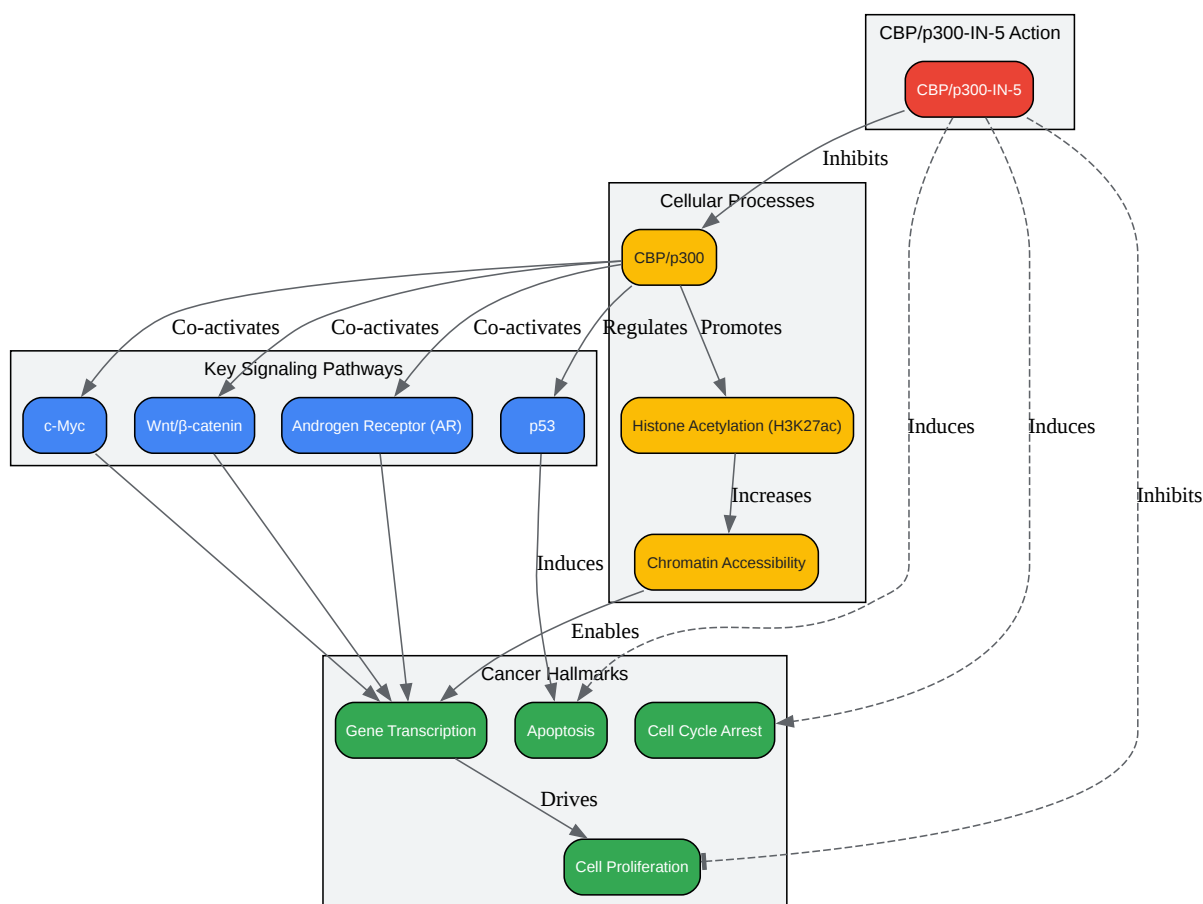 CBP/p300-IN-5 Action
CBP/p300-IN-5
Inhibits
Cellular Processes
CBP/p300
Co-activates
Co-activates
Co-activates
Regulates
Promotes
Key Signaling Pathways
c-Myc
Wnt/β-catenin
Androgen Receptor (AR)
p53
Histone Acetylation (H3K27ac)
Induces
Induces
Inhibits
Increases
Induces
Chromatin Accessibility
Enables
Cancer Hallmarks
Gene Transcription
Apoptosis
Cell Cycle Arrest
Drives
Cell Proliferation